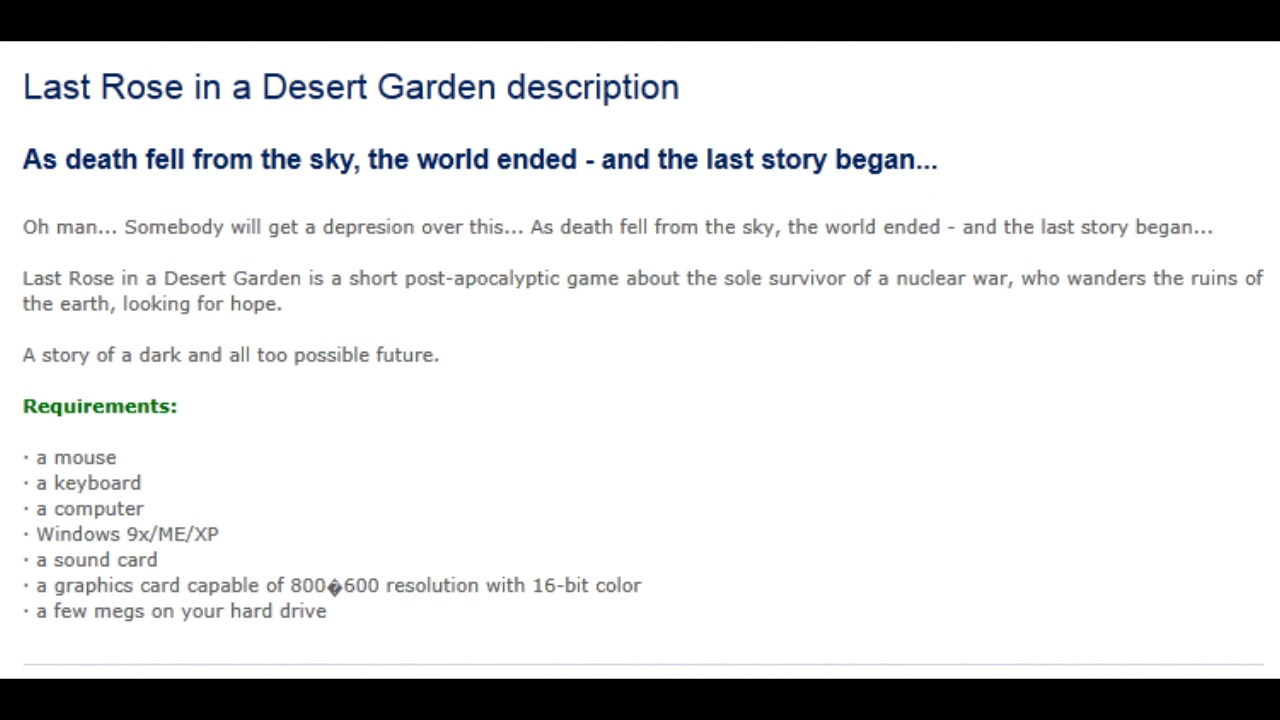 Last Rose in a Desert Garden description
As death fell from the sky, the world ended - and the last story began...
Oh man... Somebody will get a depresion over this... As death fell from the sky, the world ended - and the last story began...
Last Rose in a Desert Garden is a short post-apocalyptic game about the sole survivor of a nuclear war, who wanders the ruins of
the earth, looking for hope.
A story of a dark and all too possible future.
Requirements:
· a mouse
· a keyboard
· a computer
· Windows 9x/ME/XP
· a sound card
· a graphics card capable of 800�600 resolution with 16-bit color
· a few megs on your hard drive